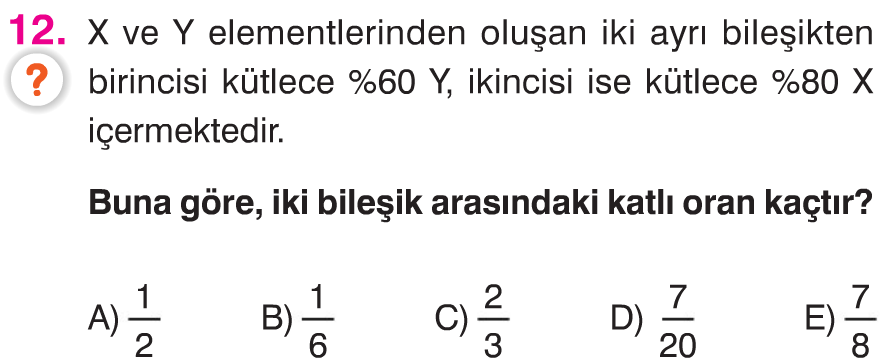 12. X ve Y elementlerinden oluşan iki ayrı bileşikten
? birincisi kütlece %60 Y, ikincisi ise kütlece %80 X
içermektedir.
Buna göre, iki bileşik arasındaki katlı oran kaçtır?
A) 1/2 B) 1/6 C) 2/3 D) 7/20 E) 7/8